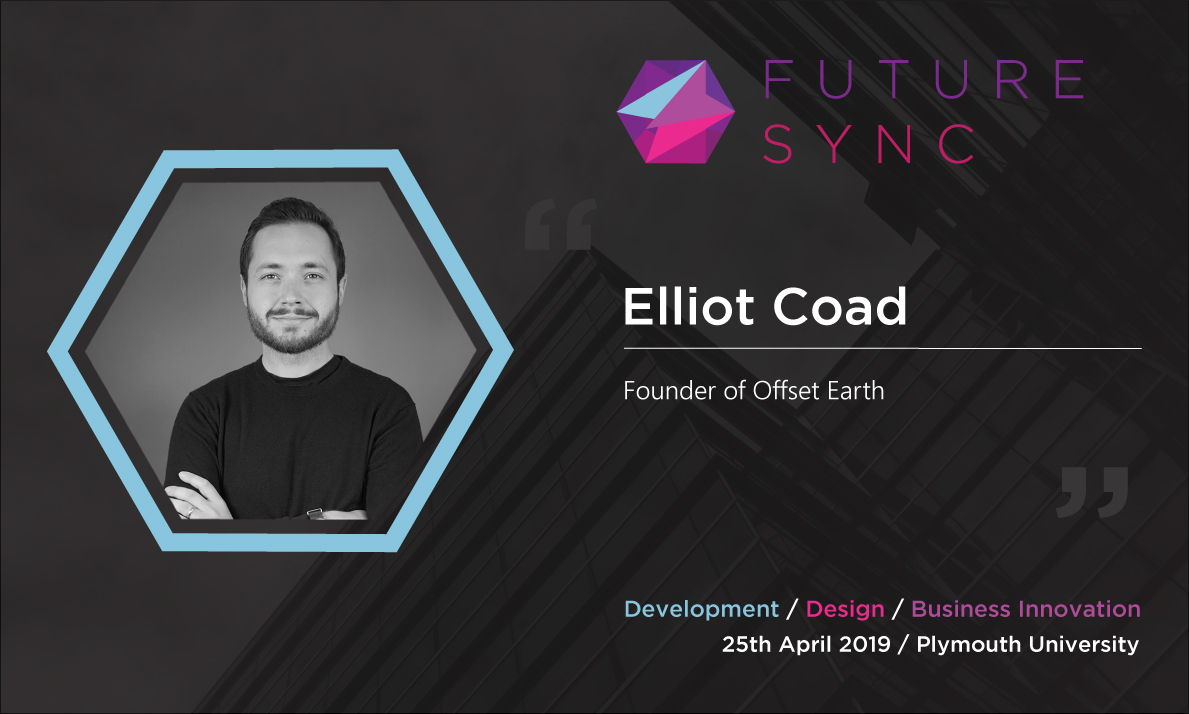 FUTURE
SYNC
“
Elliot Coad
Founder of Offset Earth
”
Development / Design / Business Innovation
25th April 2019 / Plymouth University